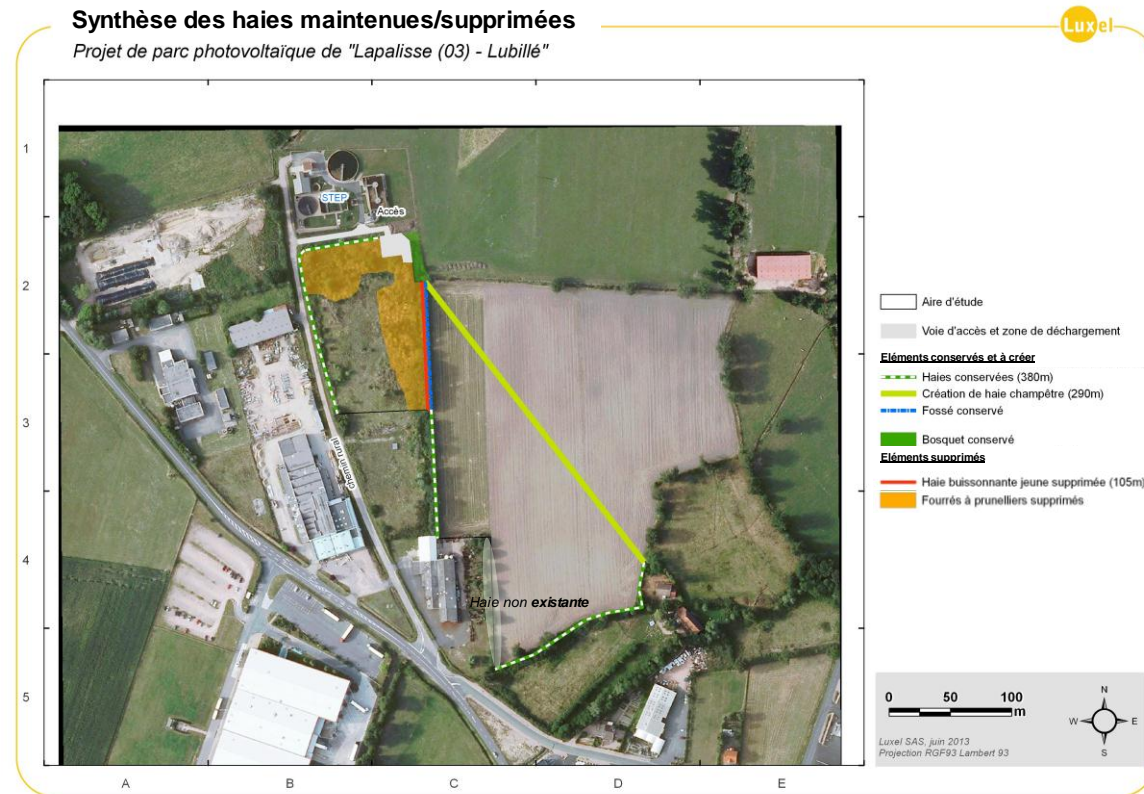 Synthèse des haies maintenues/supprimées
Luxel
Projet de parc photovoltaïque de "Lapalisse (03) - Lubillé"
1
2
3
4
5
STEP
Accès
chemin rural
Haie non existante
A
B
C
D
E
Aire d'étude
Voie d'accès et zone de déchargement
Eléments conservés et à créer
Haies conservées (380m)
Création de haie champêtre (290m)
Fossé conservé
Bosquet conservé
Eléments supprimés
Haie buissonnante jeune supprimée (105m)
Fourrés à prunelliers supprimés
0 50 100
m
N
W E
S
Luxel SAS, juin 2013
Projection RGF93 Lambert 93